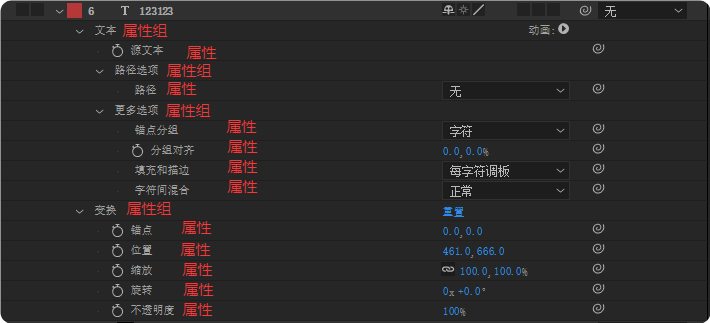 6 T 123123 无
文本 属性组 动画:
源文本 属性
路径选项 属性组
路径 属性 无
更多选项 属性组
锚点分组 属性 字符
分组对齐 属性 0.0, 0.0%
填充和描边 属性 每字符调板
字符间混合 属性 正常
变换 属性组 重置
锚点 属性 0.0, 0.0
位置 属性 461.0, 666.0
缩放 属性 100.0, 100.0%
旋转 属性 0x +0.0°
不透明度 属性 100%